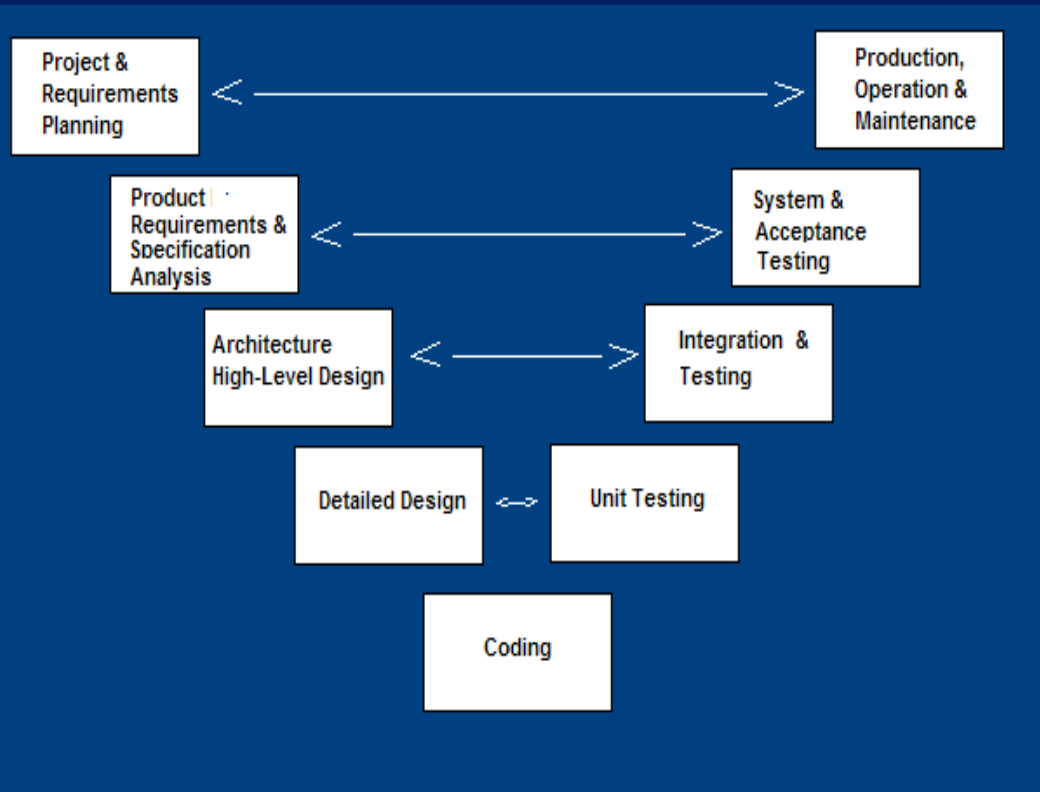 Project &
Requirements
Planning
Production,
Operation &
Maintenance
Product
Requirements &
Specification
Analysis
System &
Acceptance
Testing
Architecture
High-Level Design
Integration &
Testing
Detailed Design
Unit Testing
Coding